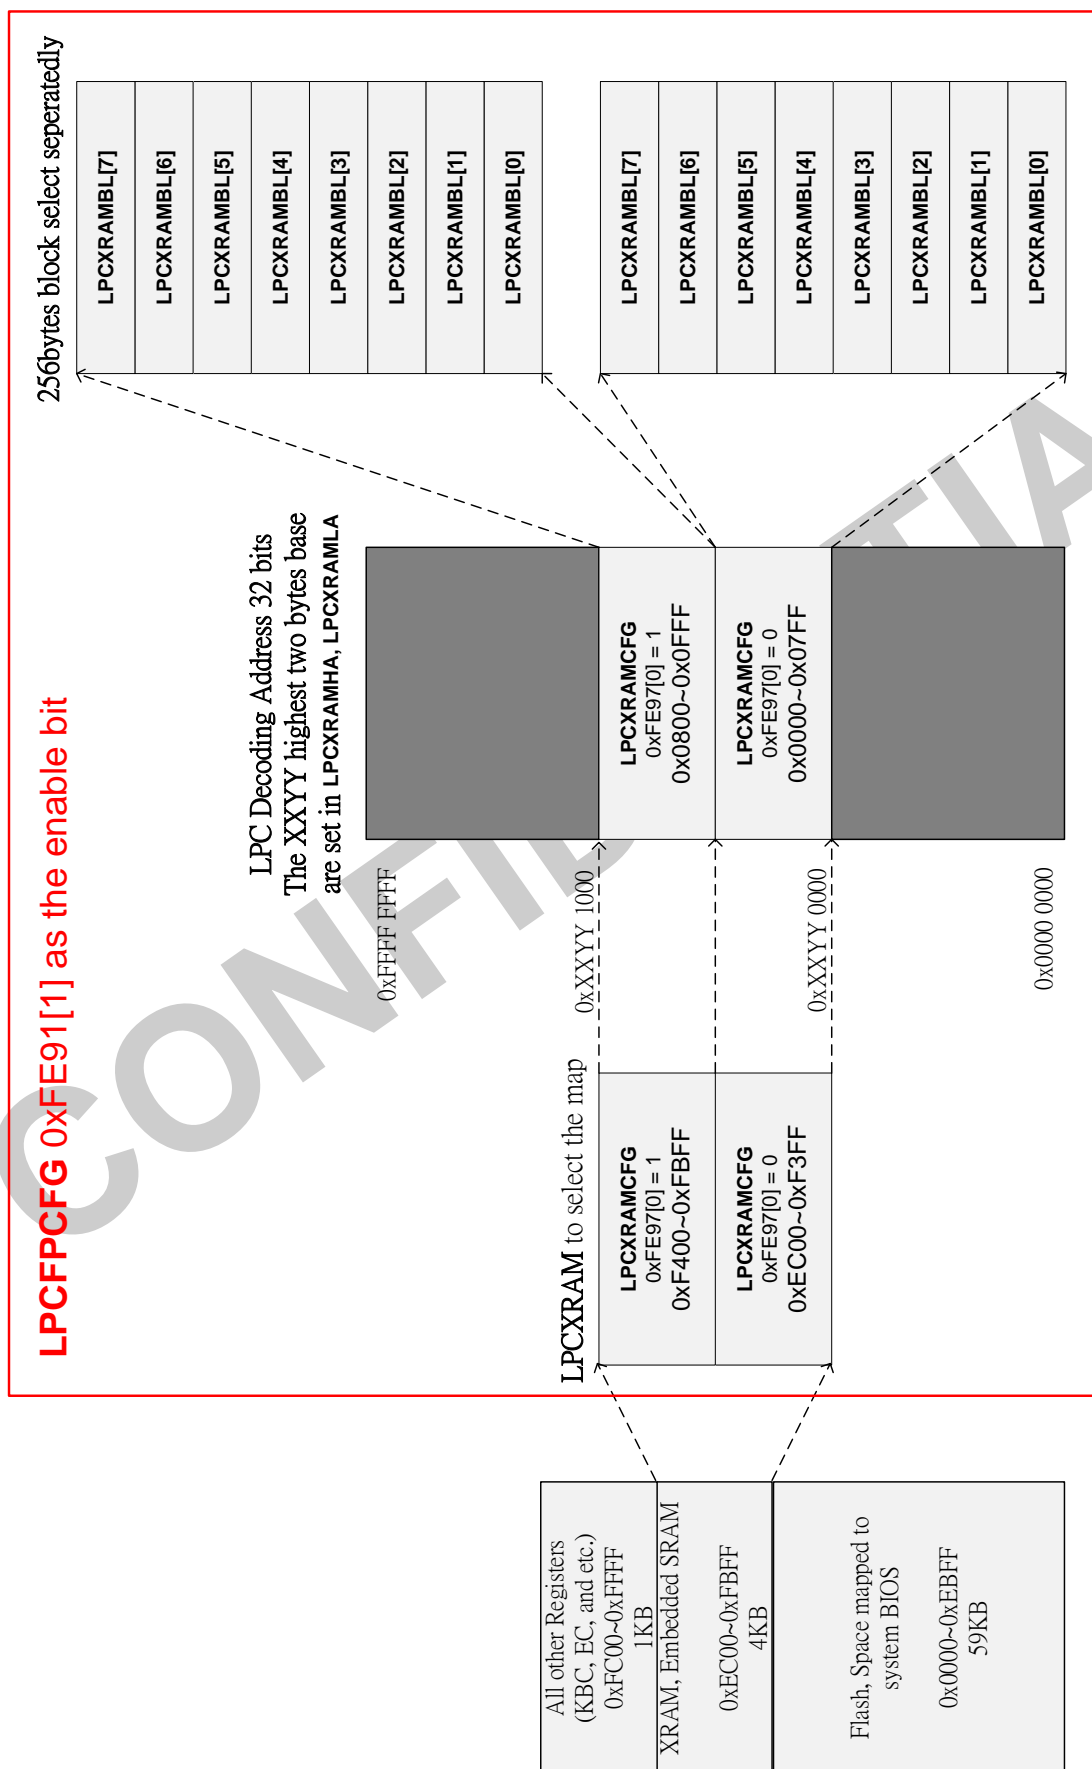 LPCFPCFG 0xFE91[1] as the enable bit
All other Registers
(KBC, EC, and etc.)
0xFC00~0xFFFF
1KB
XRAM, Embedded SRAM
0xEC00~0xFBFF
4KB
Flash, Space mapped to
system BIOS
0x0000~0xEBFF
59KB
LPCXRAM to select the map
LPCXRAMCFG
0xFE97[0] = 1
0xF400~0xFBFF
LPCXRAMCFG
0xFE97[0] = 0
0xEC00~0xF3FF
LPC Decoding Address 32 bits
The XXYY highest two bytes base
are set in LPCXRAMHA, LPCXRAMLA
0xFFFF FFFF
0xXXYY 1000
0xXXYY 0000
0x0000 0000
LPCXRAMCFG
0xFE97[0] = 1
0x0800~0x0FFF
LPCXRAMCFG
0xFE97[0] = 0
0x0000~0x07FF
256bytes block select seperatedly
LPCXRAMBL[7]
LPCXRAMBL[6]
LPCXRAMBL[5]
LPCXRAMBL[4]
LPCXRAMBL[3]
LPCXRAMBL[2]
LPCXRAMBL[1]
LPCXRAMBL[0]
LPCXRAMBL[7]
LPCXRAMBL[6]
LPCXRAMBL[5]
LPCXRAMBL[4]
LPCXRAMBL[3]
LPCXRAMBL[2]
LPCXRAMBL[1]
LPCXRAMBL[0]